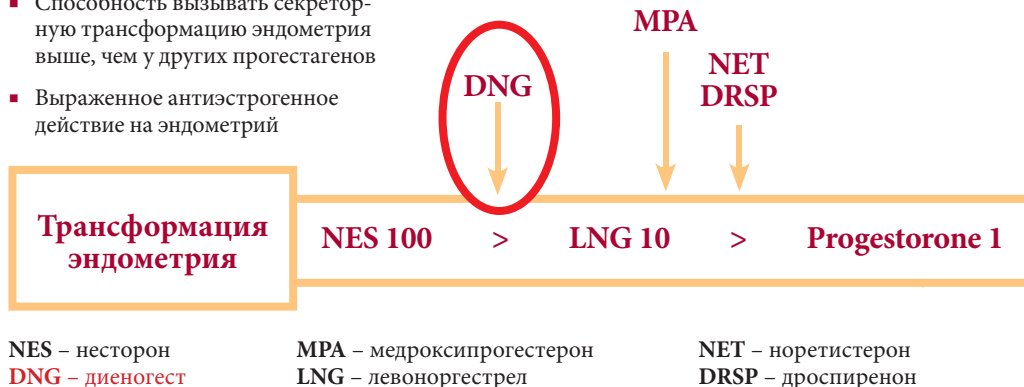 ▪ Способность вызывать секретор-
ную трансформацию эндометрия
выше, чем у других прогестагенов
▪ Выраженное антиэстрогенное
действие на эндометрий
DNG
MPA
NET
DRSP
Трансформация
эндометрия
NES 100 > LNG 10 > Progestorone 1
NES – несторон
DNG – диеногест
MPA – медроксипрогестерон
LNG – левоноргестрел
NET – норетистерон
DRSP – дроспиренон